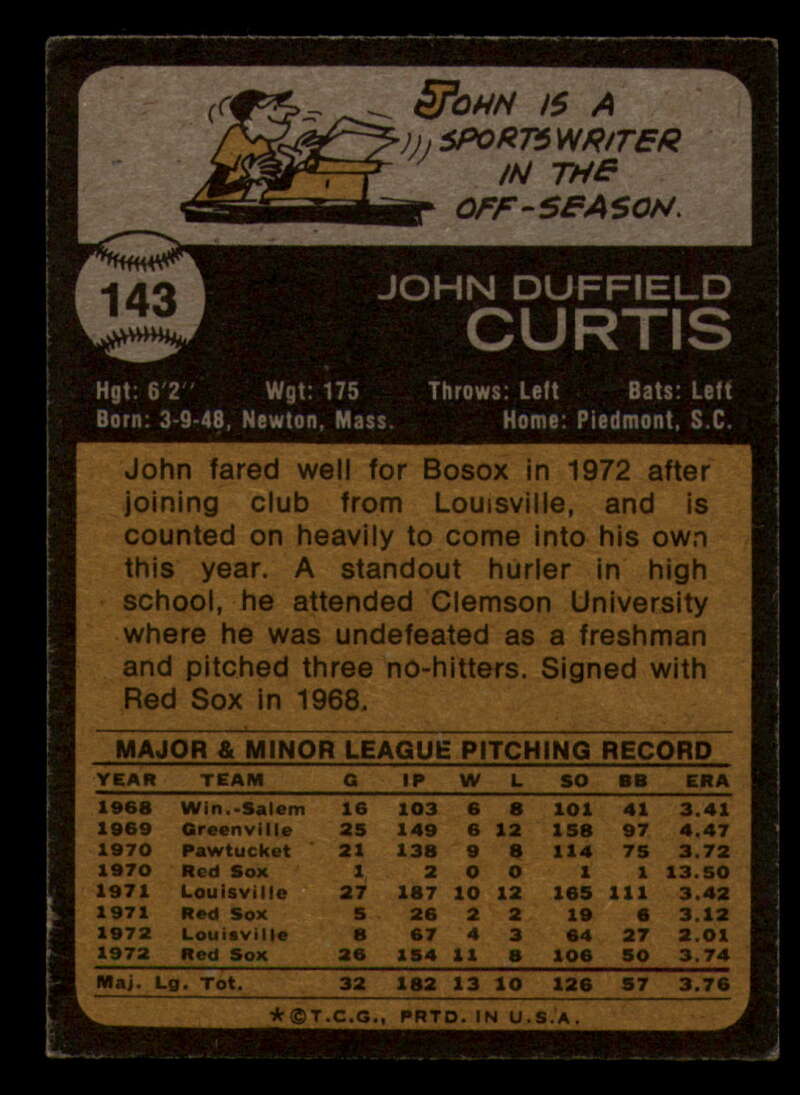 JOHN IS A
SPORTSWRITER
IN THE
OFF-SEASON.
143
JOHN DUFFIELD
CURTIS
Hgt: 6'2" Wgt: 175 Throws: Left Bats: Left
Born: 3-9-48, Newton, Mass. Home: Piedmont, S.C.
John fared well for Bosox in 1972 after
joining club from Louisville, and is
counted on heavily to come into his own
this year. A standout hurler in high
school, he attended Clemson University
where he was undefeated as a freshman
and pitched three no-hitters. Signed with
Red Sox in 1968.
MAJOR & MINOR LEAGUE PITCHING RECORD
YEAR TEAM G IP W L SO BB ERA
1968 Win.-Salem 16 103 6 8 101 41 3.41
1969 Greenville 25 149 6 12 158 97 4.47
1970 Pawtucket 21 138 9 8 114 75 3.72
1970 Red Sox 1 2 0 0 1 1 13.50
1971 Louisville 27 187 10 12 165 111 3.42
1971 Red Sox 5 26 2 2 19 6 3.12
1972 Louisville 8 67 4 3 64 27 2.01
1972 Red Sox 26 154 11 8 106 50 3.74
Maj. Lg. Tot. 32 182 13 10 126 57 3.76
*©T.C.G., PRTD. IN U.S.A.